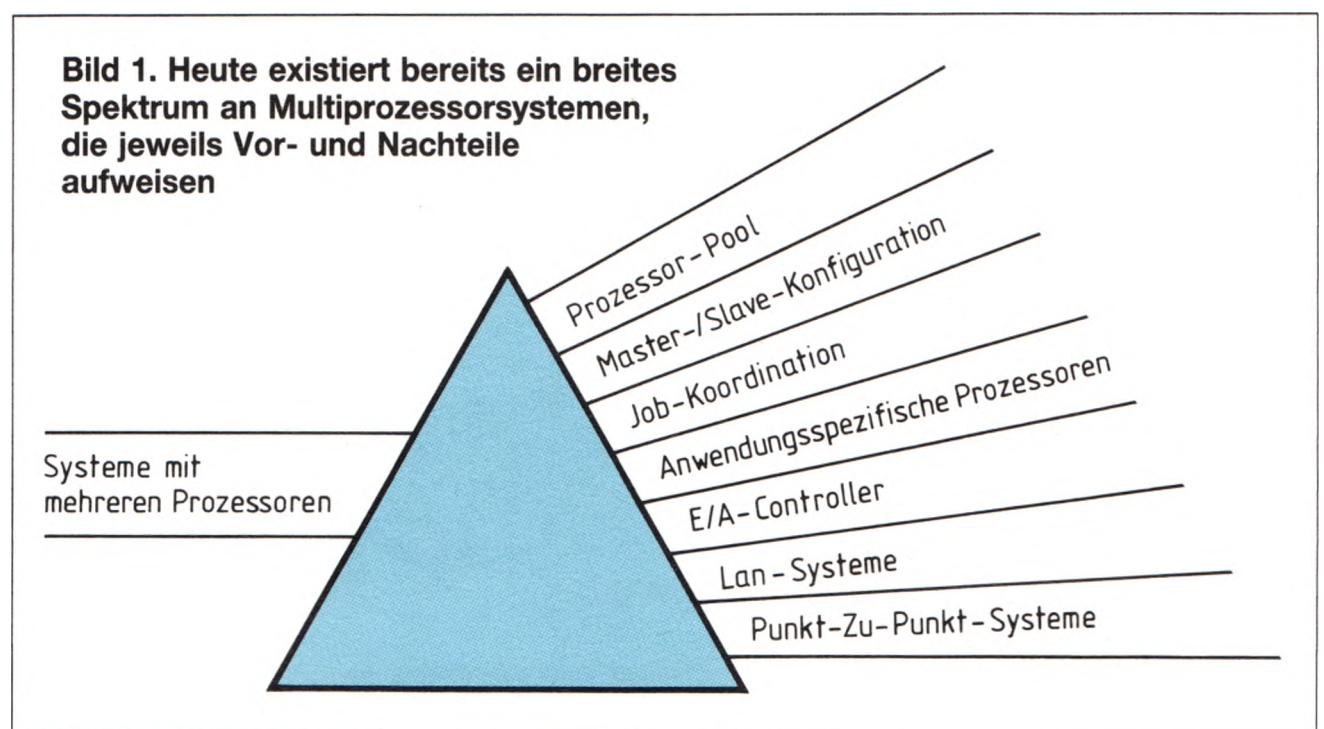 Bild 1. Heute existiert bereits ein breites
Spektrum an Multiprozessorsystemen,
die jeweils Vor- und Nachteile
aufweisen
Systeme mit
mehreren Prozessoren
Prozessor-Pool
Master-/Slave-Konfiguration
Job-Koordination
Anwendungsspezifische Prozessoren
E/A-Controller
Lan-Systeme
Punkt-Zu-Punkt-Systeme